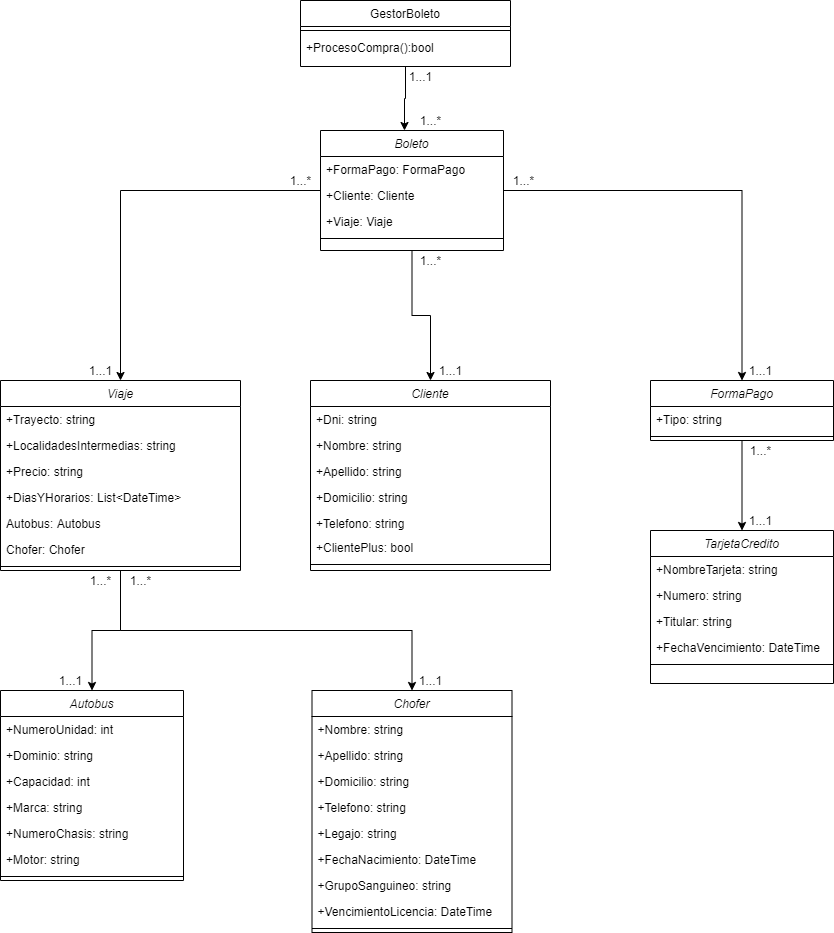 GestorBoleto
+ProcesoCompra():bool
1...1
1...*
Boleto
+FormaPago: FormaPago
+Cliente: Cliente
+Viaje: Viaje
1...*
1...*
1...*
1...1
1...1
1...1
Viaje
+Trayecto: string
+LocalidadesIntermedias: string
+Precio: string
+DiasYHorarios: List<DateTime>
Autobus: Autobus
Chofer: Chofer
Cliente
+Dni: string
+Nombre: string
+Apellido: string
+Domicilio: string
+Telefono: string
+ClientePlus: bool
FormaPago
+Tipo: string
1...*
1...1
TarjetaCredito
+NombreTarjeta: string
+Numero: string
+Titular: string
+FechaVencimiento: DateTime
1...*
1...*
1...1
1...1
Autobus
+NumeroUnidad: int
+Dominio: string
+Capacidad: int
+Marca: string
+NumeroChasis: string
+Motor: string
Chofer
+Nombre: string
+Apellido: string
+Domicilio: string
+Telefono: string
+Legajo: string
+FechaNacimiento: DateTime
+GrupoSanguineo: string
+VencimientoLicencia: DateTime